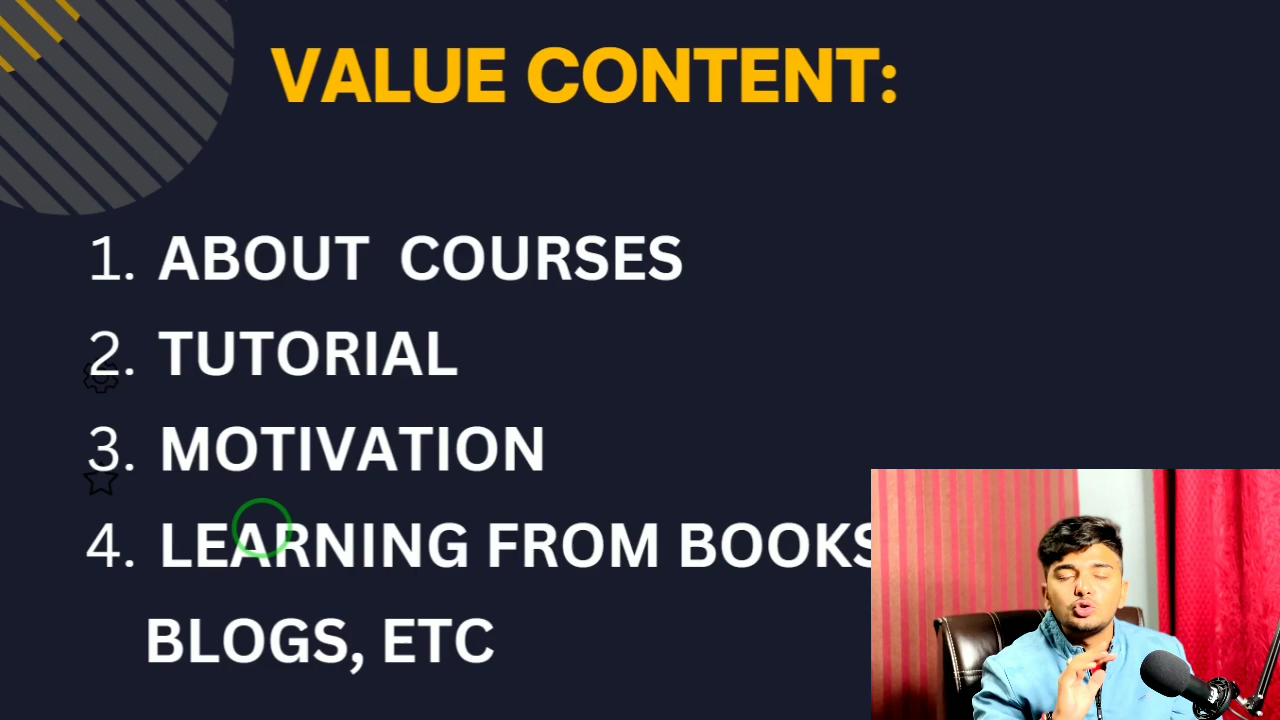 VALUE CONTENT:
1. ABOUT COURSES
2. TUTORIAL
3. MOTIVATION
4. LEARNING FROM BOOKS
BLOGS, ETC